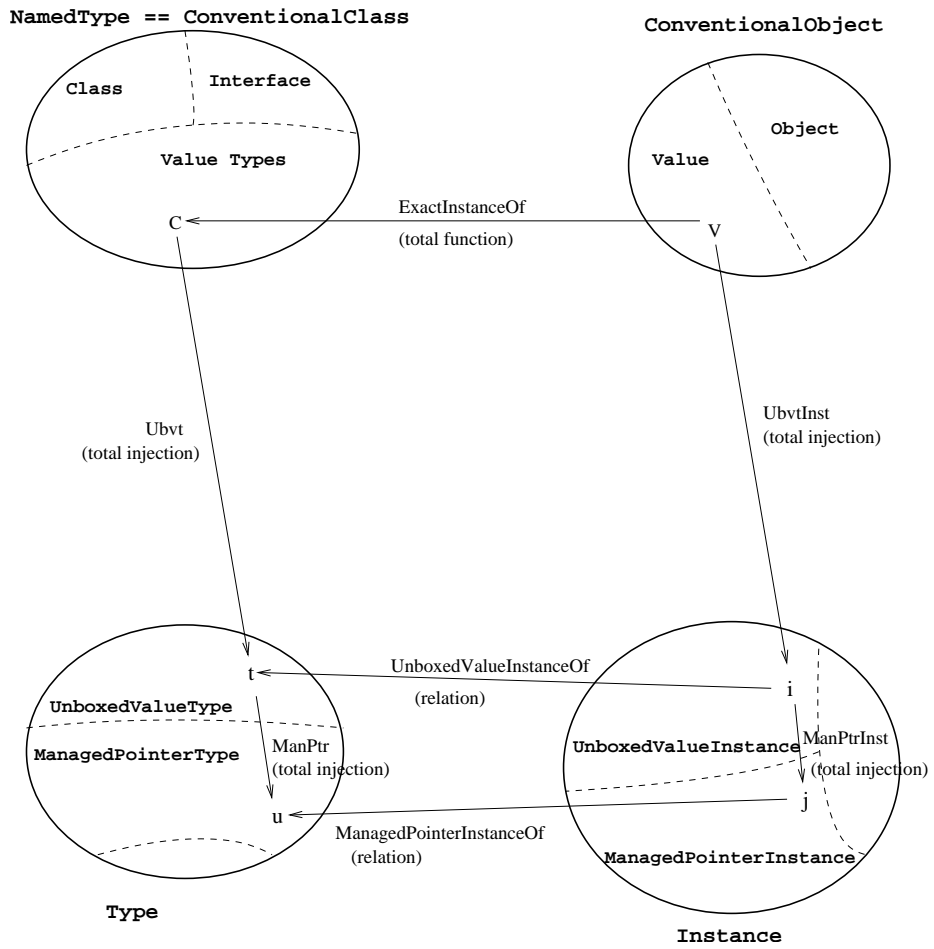 NamedType == ConventionalClass
ConventionalObject
Class
Interface
Object
Value Types
Value
ExactInstanceOf
C
V
(total function)
Ubvt
(total injection)
UbvtInst
(total injection)
UnboxedValueInstanceOf
t
i
(relation)
UnboxedValueType
ManagedPointerType
ManPtr
(total injection)
UnboxedValueInstance
ManPtrInst
(total injection)
u
j
ManagedPointerInstanceOf
(relation)
ManagedPointerInstance
Type
Instance